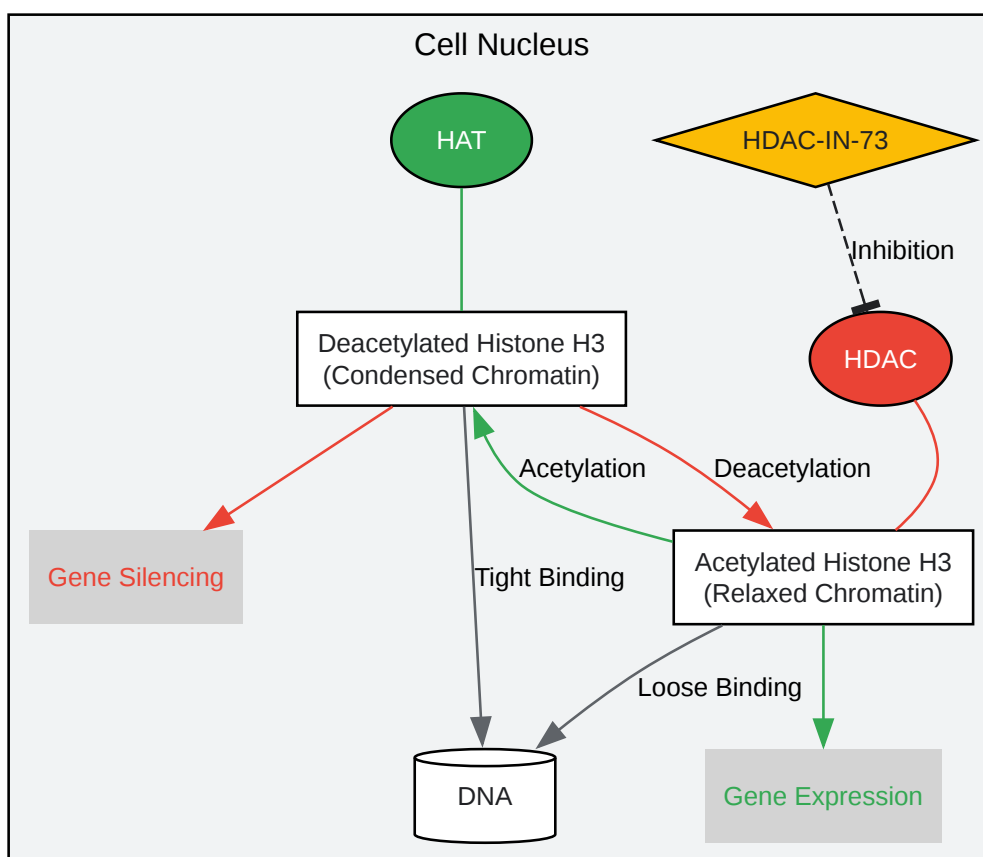 Cell Nucleus
HAT
HDAC-IN-73
Inhibition
Deacetylated Histone H3
(Condensed Chromatin)
HDAC
Acetylation
Deacetylation
Gene Silencing
Tight Binding
Acetylated Histone H3
(Relaxed Chromatin)
Loose Binding
DNA
Gene Expression